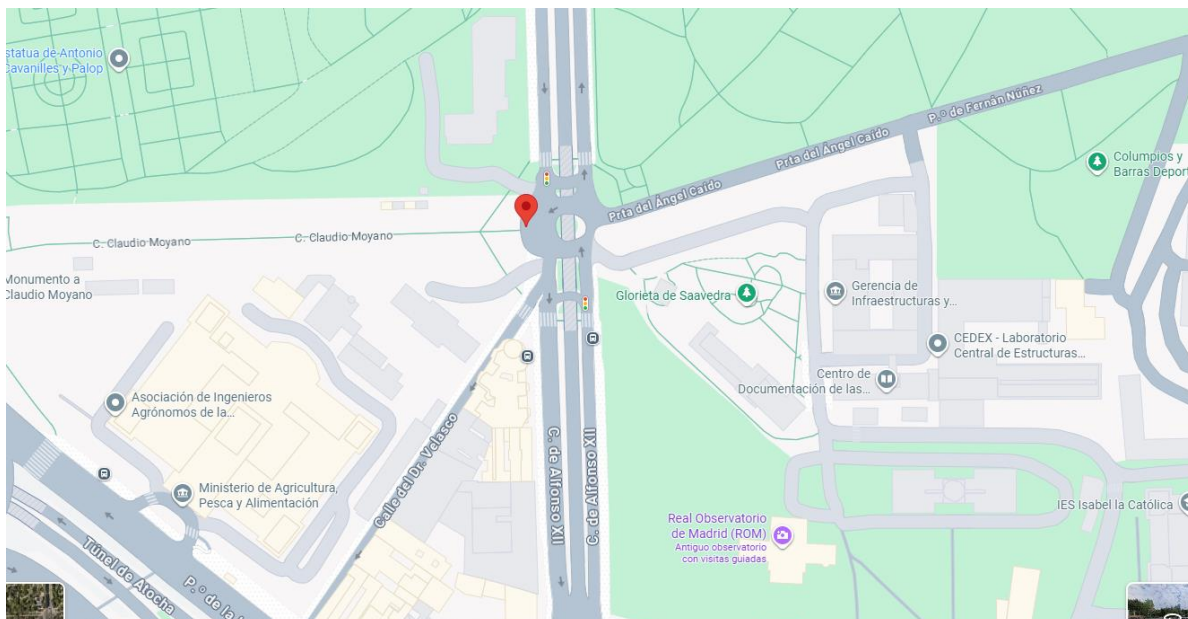 statua de Antonio
Cavanilles y Palop
P.º de Fernán Núñez
Prta del Ángel Caído
Columpios y
Barras Deport
Prta del Ángel Caído
C. Claudio Moyano
C. Claudio Moyano
Monumento a
Claudio Moyano
Glorieta de Saavedra
Gerencia de
Infraestructuras y...
CEDEX - Laboratorio
Central de Estructuras...
Centro de
Documentación de las...
Asociación de Ingenieros
Agrónomos de la...
Calle del Dr. Velasco
C. de Alfonso XII
C. de Alfonso XII
Ministerio de Agricultura,
Pesca y Alimentación
IES Isabel la Católica
Real Observatorio
de Madrid (ROM)
Antiguo observatorio
con visitas guiadas
Túnel de Atocha
P.º de la